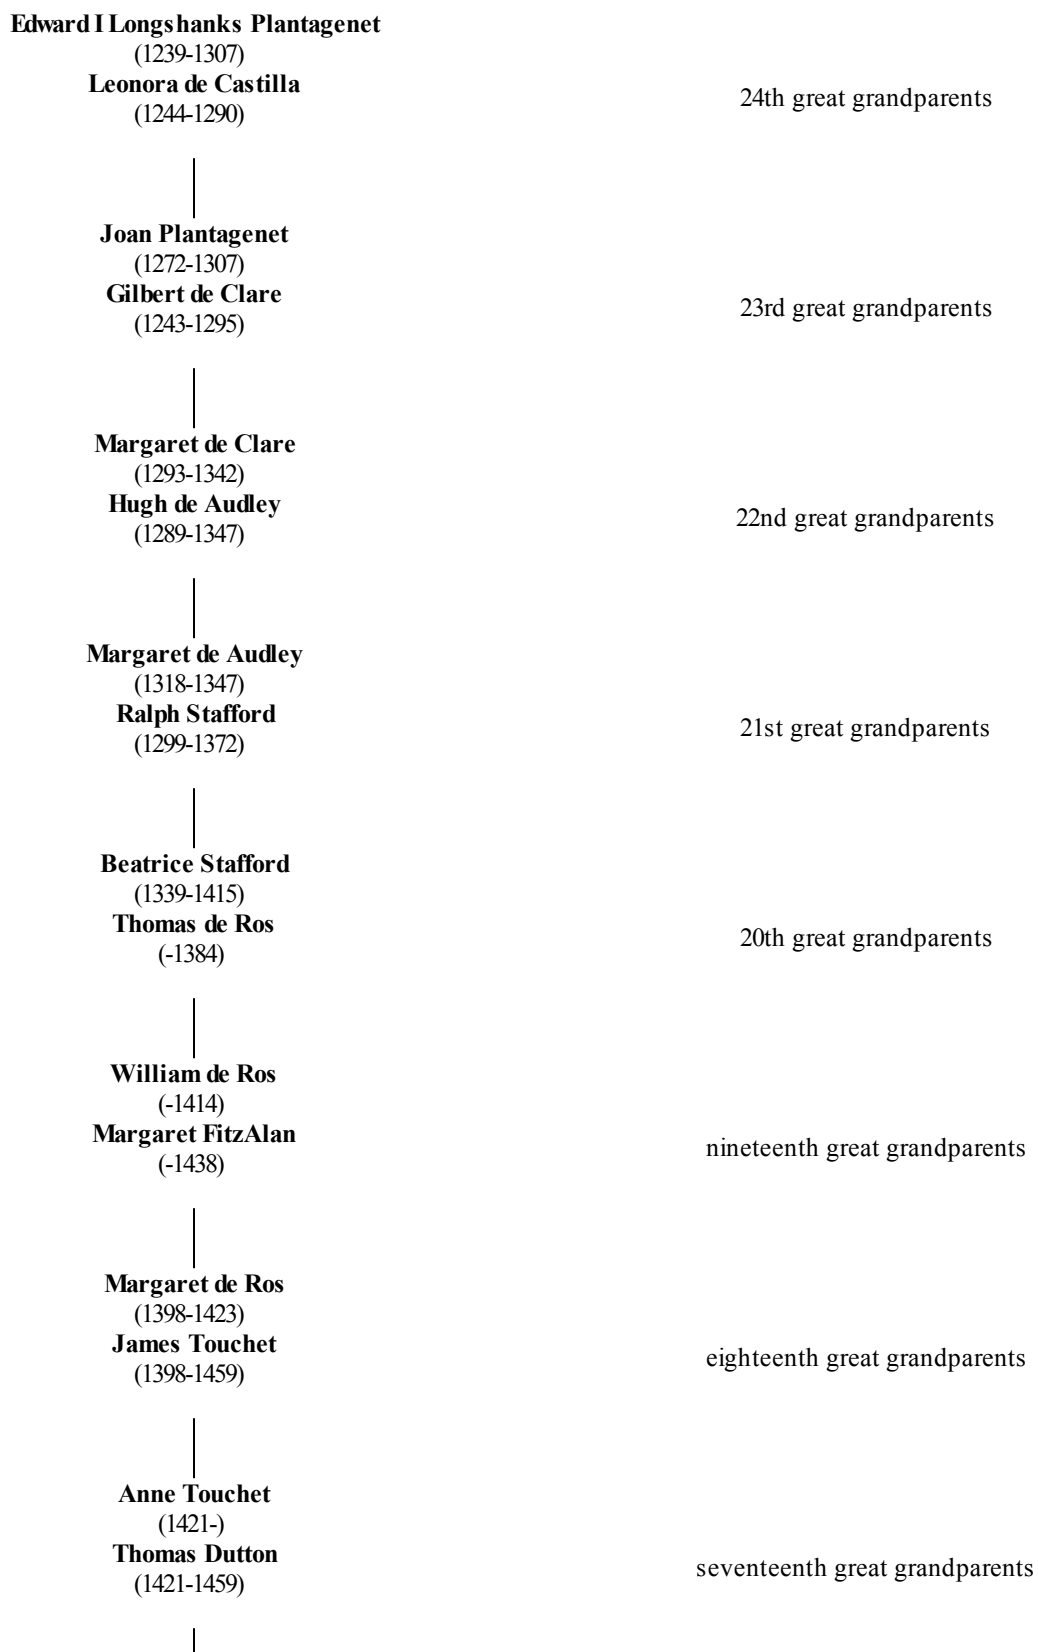 Edward I Longshanks Plantagenet
(1239-1307)
Leonora de Castilla
(1244-1290)
24th great grandparents
Joan Plantagenet
(1272-1307)
Gilbert de Clare
(1243-1295)
23rd great grandparents
Margaret de Clare
(1293-1342)
Hugh de Audley
(1289-1347)
22nd great grandparents
Margaret de Audley
(1318-1347)
Ralph Stafford
(1299-1372)
21st great grandparents
Beatrice Stafford
(1339-1415)
Thomas de Ros
(-1384)
20th great grandparents
William de Ros
(-1414)
Margaret FitzAlan
(-1438)
nineteenth great grandparents
Margaret de Ros
(1398-1423)
James Touchet
(1398-1459)
eighteenth great grandparents
Anne Touchet
(1421-)
Thomas Dutton
(1421-1459)
seventeenth great grandparents